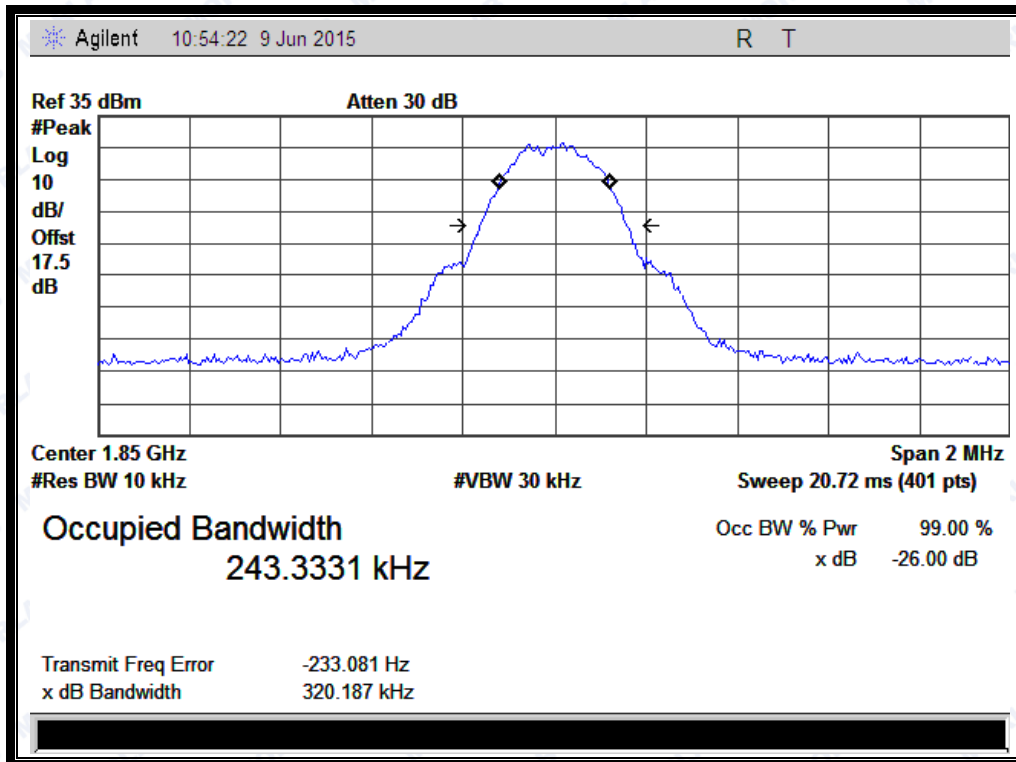 Agilent 10:54:22 9 Jun 2015 R T
Ref 35 dBm Atten 30 dB
#Peak
Log
10
dB/
Offst
17.5
dB
Center 1.85 GHz Span 2 MHz
#Res BW 10 kHz #VBW 30 kHz Sweep 20.72 ms (401 pts)
Occupied Bandwidth Occ BW % Pwr 99.00 %
243.3331 kHz x dB -26.00 dB
Transmit Freq Error -233.081 Hz
x dB Bandwidth 320.187 kHz